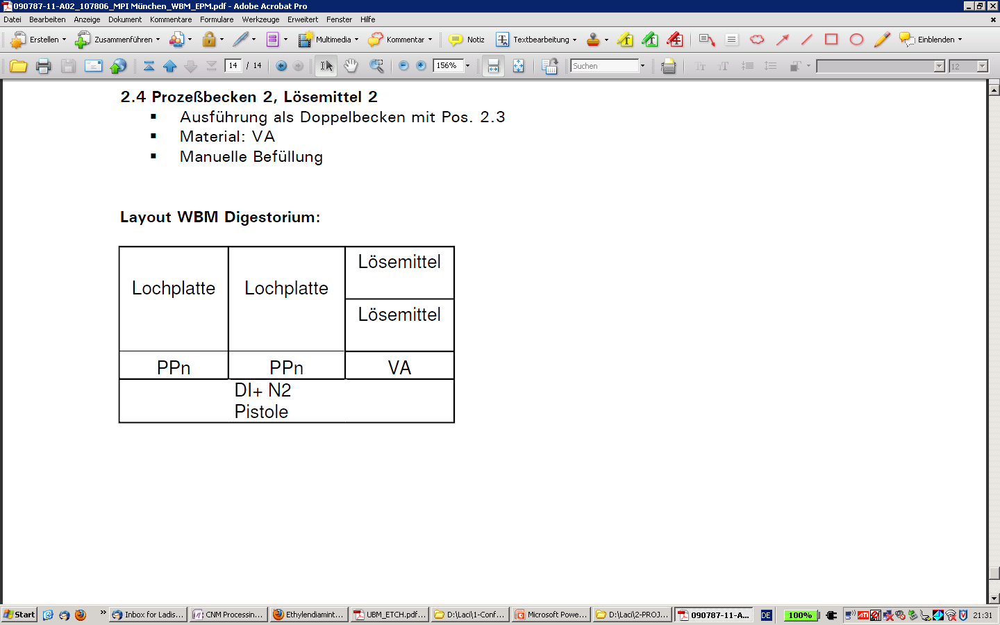 090787-11-A02_107806_MPI München_WBM_EPM.pdf - Adobe Acrobat Pro
Datei Bearbeiten Anzeige Dokument Kommentare Formulare Werkzeuge Erweitert Fenster Hilfe
Erstellen Zusammenführen Multimedia Kommentar Notiz Textbearbeitung Einblenden
14 / 14 156% Suchen 12
2.4 Prozeßbecken 2, Lösemittel 2
▪ Ausführung als Doppelbecken mit Pos. 2.3
▪ Material: VA
▪ Manuelle Befüllung
Layout WBM Digestorium:
Lösemittel
Lochplatte Lochplatte
Lösemittel
PPn PPn VA
DI+ N2
Pistole
Start » Inbox for Ladis... CNM Processin... Ethylendiamint... UBM_ETCH.pdf... D:\Laci\1-Conf... Microsoft Powe... D:\Laci\2-PROJ... 090787-11-A... DE 100% ATI 21:31